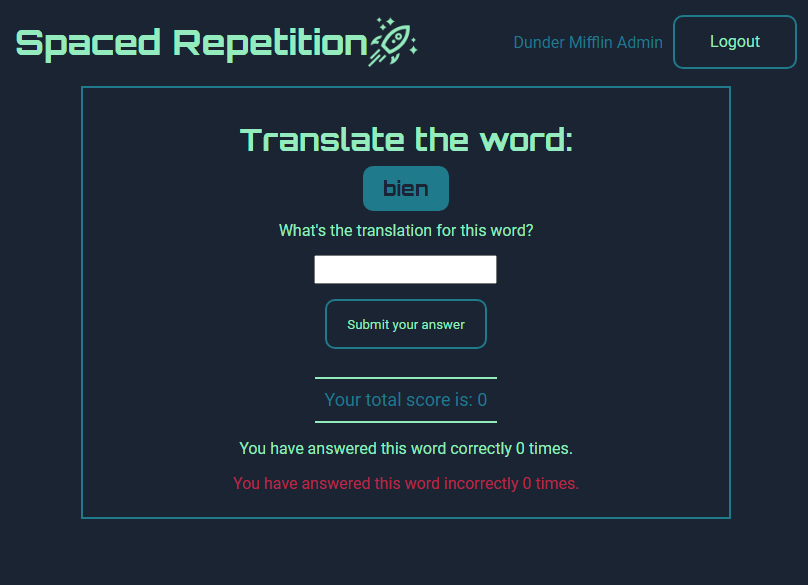 Spaced Repetition
Dunder Mifflin Admin
Logout
Translate the word:
bien
What's the translation for this word?
Submit your answer
Your total score is: 0
You have answered this word correctly 0 times.
You have answered this word incorrectly 0 times.